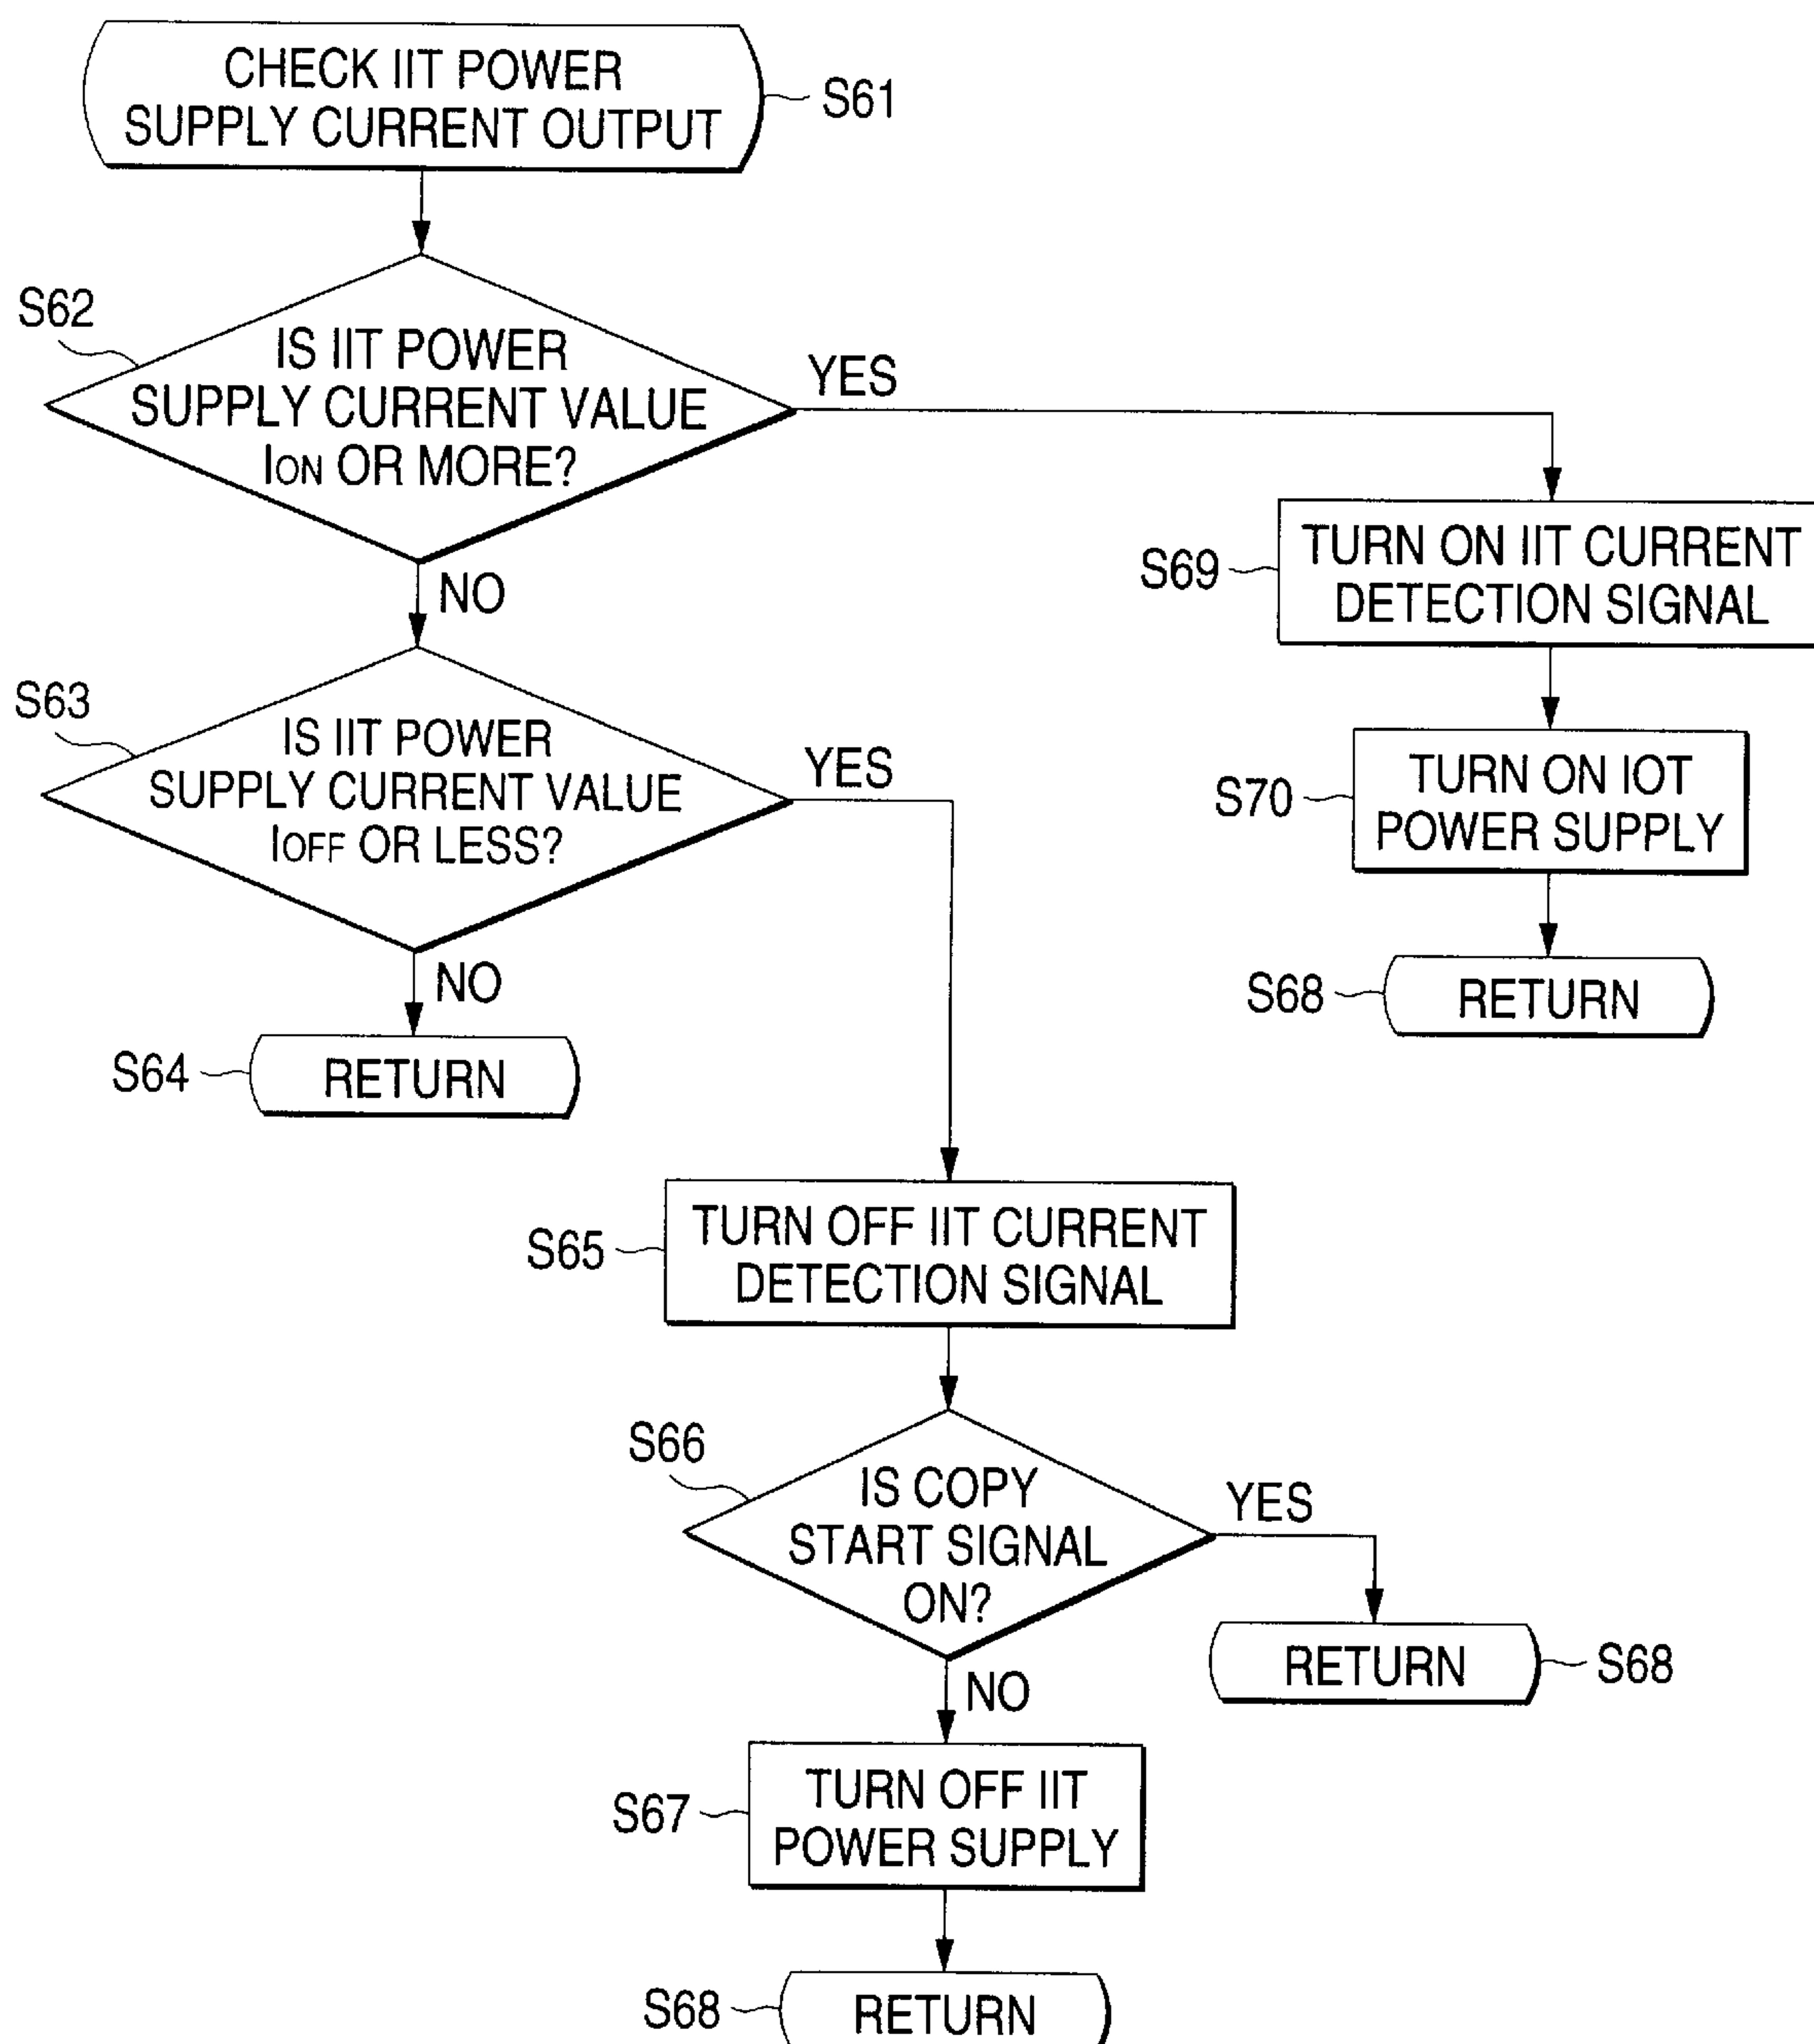 CHECK IIT POWER
SUPPLY CURRENT OUTPUT
S61
S62
IS IIT POWER
SUPPLY CURRENT VALUE
ION OR MORE?
YES
NO
S69
TURN ON IIT CURRENT
DETECTION SIGNAL
S70
TURN ON IOT
POWER SUPPLY
S68
RETURN
S63
IS IIT POWER
SUPPLY CURRENT VALUE
IOFF OR LESS?
YES
NO
S64
RETURN
S65
TURN OFF IIT CURRENT
DETECTION SIGNAL
S66
IS COPY
START SIGNAL
ON?
YES
RETURN
S68
NO
S67
TURN OFF IIT
POWER SUPPLY
S68
RETURN